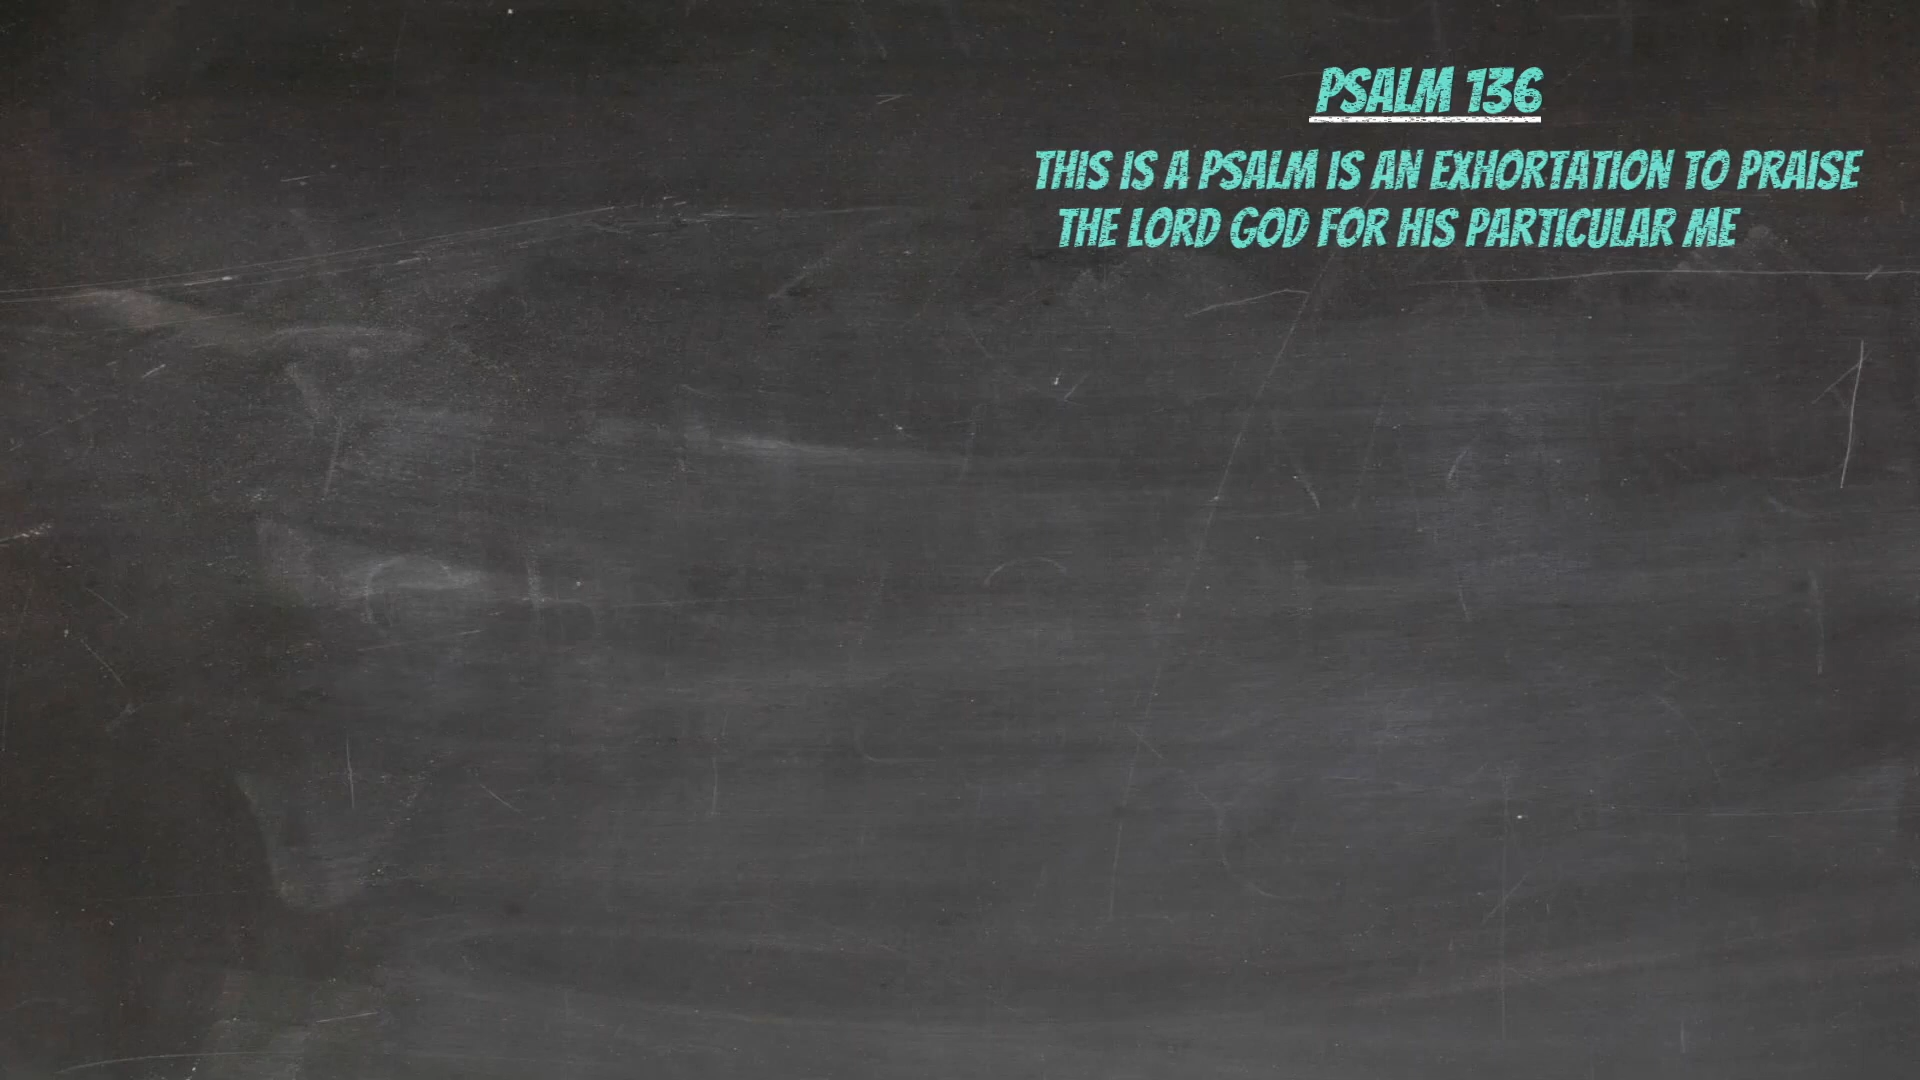 PSALM 136
THIS IS A PSALM IS AN EXHORTATION TO PRAISE
THE LORD GOD FOR HIS PARTICULAR ME